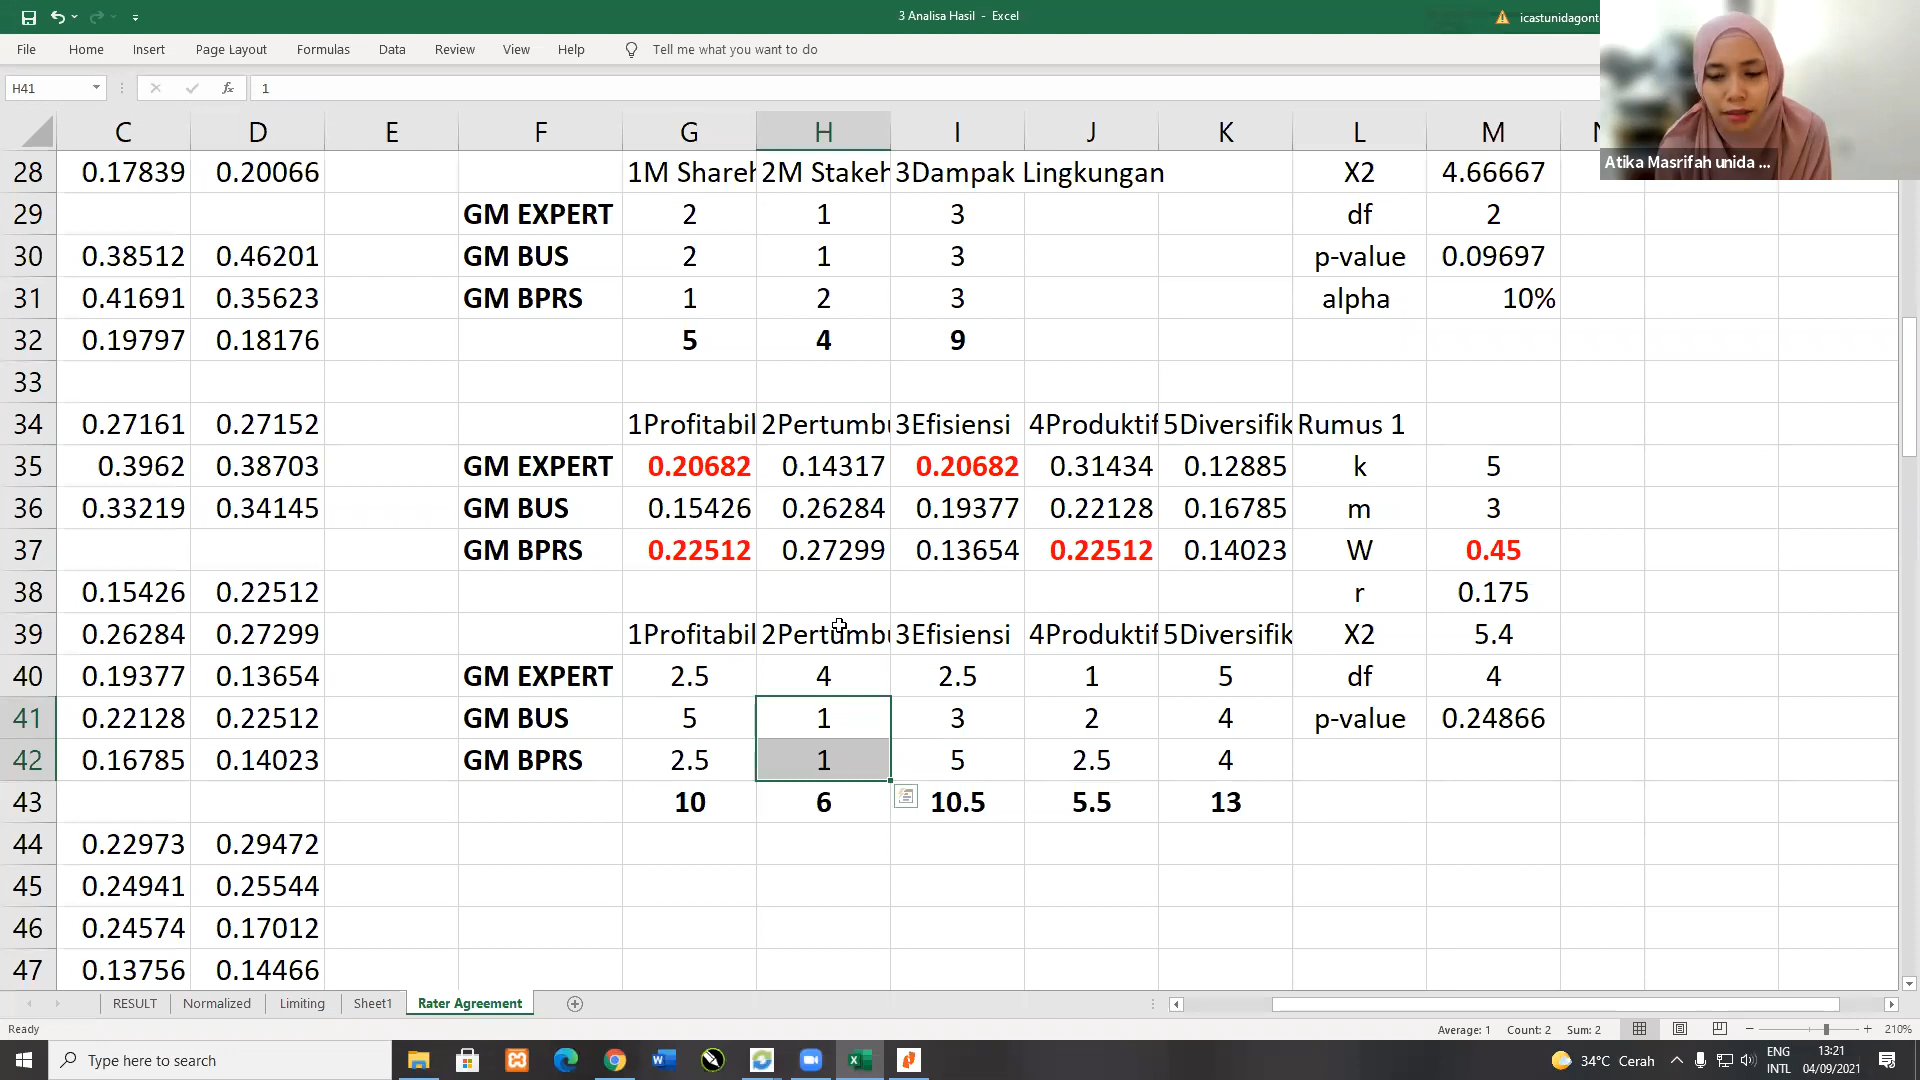 3 Analisa Hasil - Excel
icastunidagont
File Home Insert Page Layout Formulas Data Review View Help Tell me what you want to do
H41 fx 1
Atika Masrifah unida ...
C D E F G H I J K L M N
28 0.17839 0.20066 1M Shareh 2M Stakeh 3Dampak Lingkungan X2 4.66667
29 GM EXPERT 2 1 3 df 2
30 0.38512 0.46201 GM BUS 2 1 3 p-value 0.09697
31 0.41691 0.35623 GM BPRS 1 2 3 alpha 10%
32 0.19797 0.18176 5 4 9
33
34 0.27161 0.27152 1Profitabil 2Pertumbu 3Efisiensi 4Produktif 5Diversifik Rumus 1
35 0.3962 0.38703 GM EXPERT 0.20682 0.14317 0.20682 0.31434 0.12885 k 5
36 0.33219 0.34145 GM BUS 0.15426 0.26284 0.19377 0.22128 0.16785 m 3
37 GM BPRS 0.22512 0.27299 0.13654 0.22512 0.14023 W 0.45
38 0.15426 0.22512 r 0.175
39 0.26284 0.27299 1Profitabil 2Pertumbu 3Efisiensi 4Produktif 5Diversifik X2 5.4
40 0.19377 0.13654 GM EXPERT 2.5 4 2.5 1 5 df 4
41 0.22128 0.22512 GM BUS 5 1 3 2 4 p-value 0.24866
42 0.16785 0.14023 GM BPRS 2.5 1 5 2.5 4
43 10 6 10.5 5.5 13
44 0.22973 0.29472
45 0.24941 0.25544
46 0.24574 0.17012
47 0.13756 0.14466
RESULT Normalized Limiting Sheet1 Rater Agreement
Ready Average: 1 Count: 2 Sum: 2 210%
Type here to search 34°C Cerah ENG INTL 13:21 04/09/2021